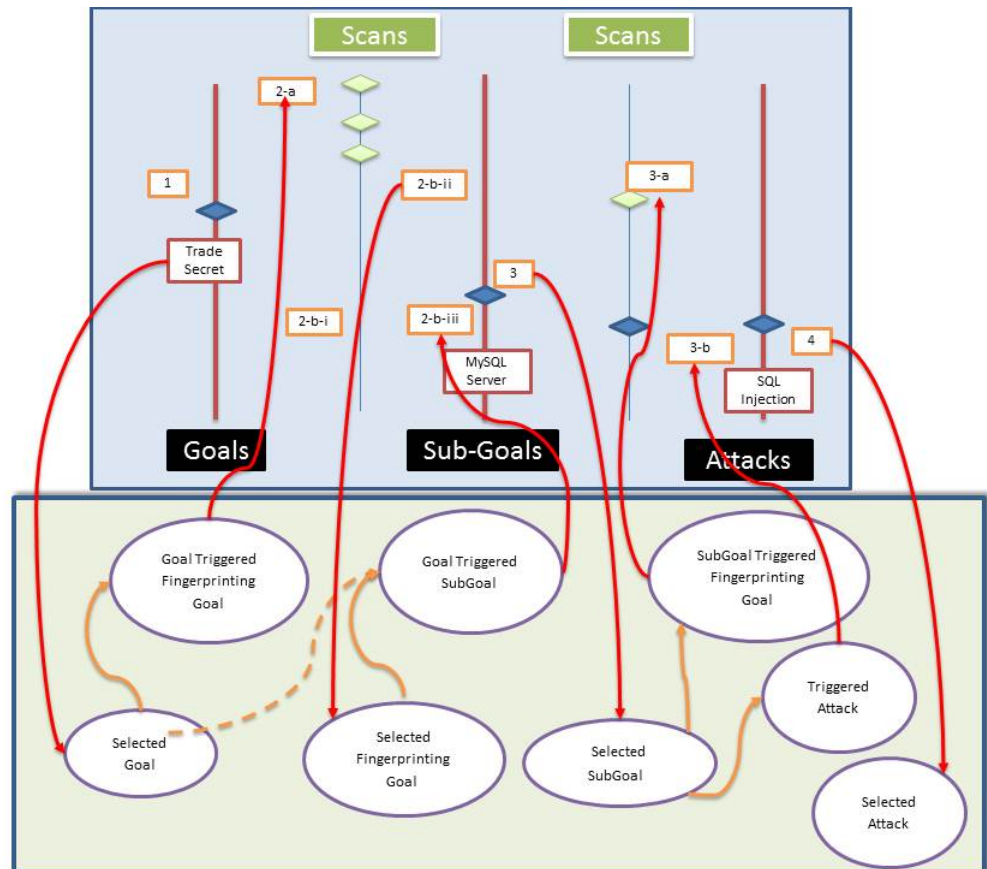 Scans
Scans
2-a
1
2-b-ii
3-a
Trade
Secret
3
2-b-i
2-b-iii
3-b
4
MySQL
Server
SQL
Injection
Goals
Sub-Goals
Attacks
Goal Triggered
Fingerprinting
Goal
Goal Triggered
SubGoal
SubGoal Triggered
Fingerprinting
Goal
Triggered
Attack
Selected
Goal
Selected
Fingerprinting
Goal
Selected
SubGoal
Selected
Attack